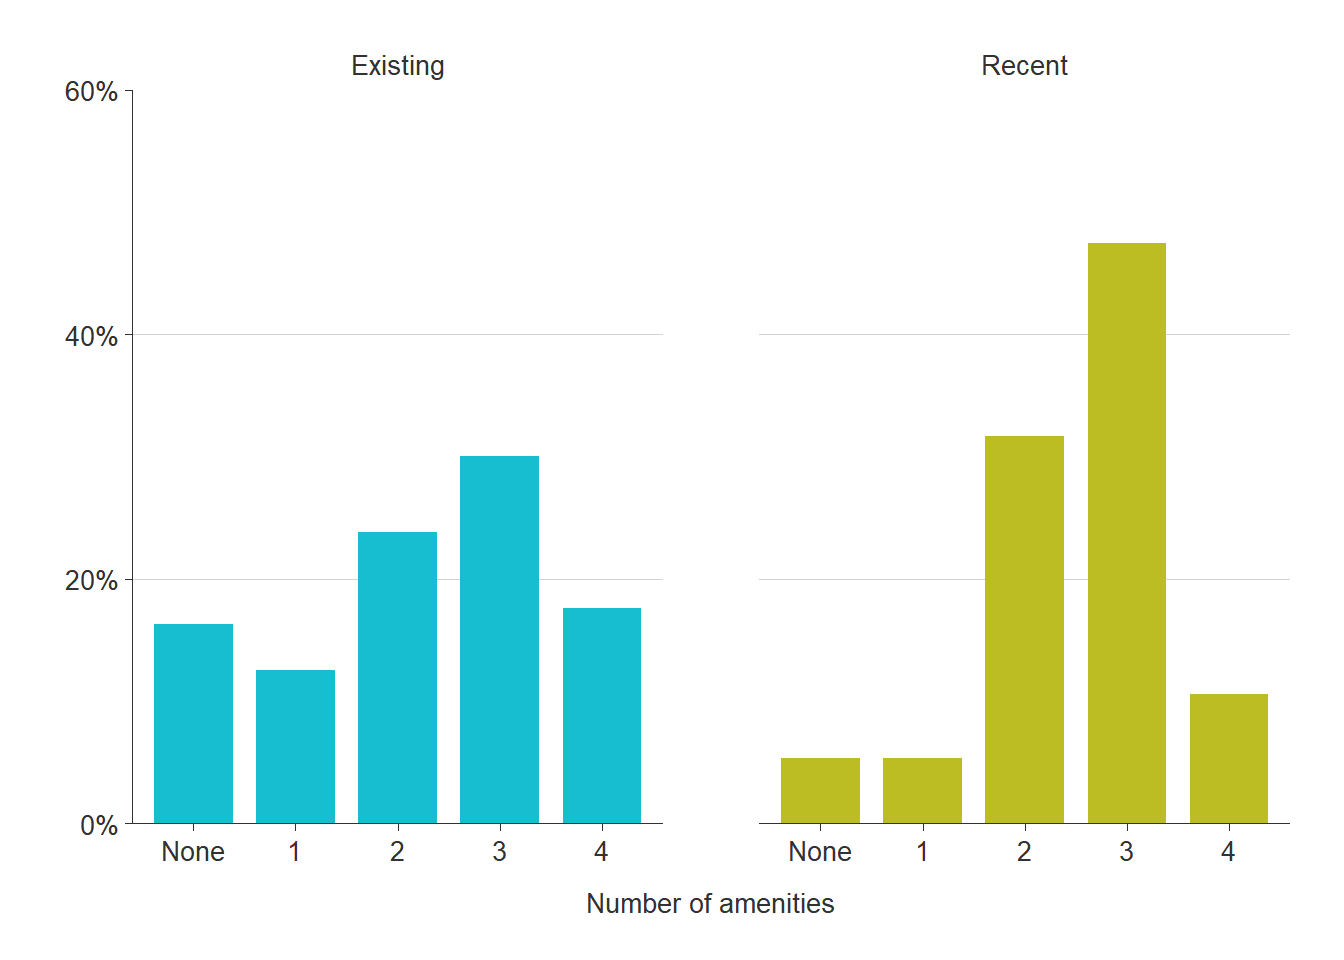 Existing
Recent
60%
40%
20%
0%
None 1 2 3 4
None 1 2 3 4
Number of amenities